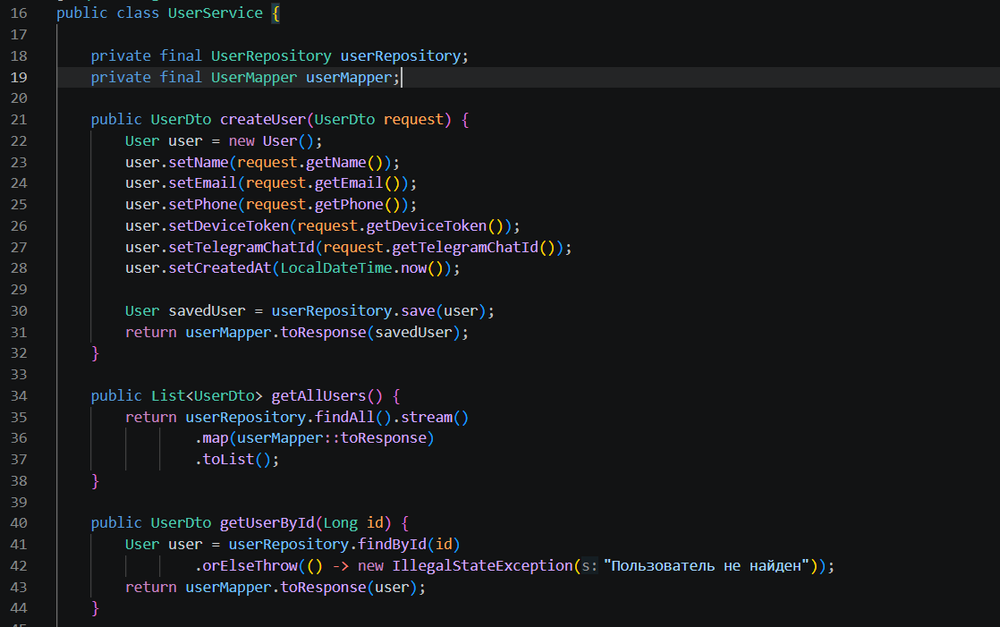 16 public class UserService {
17
18 private final UserRepository userRepository;
19 private final UserMapper userMapper;
20
21 public UserDto createUser(UserDto request) {
22 User user = new User();
23 user.setName(request.getName());
24 user.setEmail(request.getEmail());
25 user.setPhone(request.getPhone());
26 user.setDeviceToken(request.getDeviceToken());
27 user.setTelegramChatId(request.getTelegramChatId());
28 user.setCreatedAt(LocalDateTime.now());
29
30 User savedUser = userRepository.save(user);
31 return userMapper.toResponse(savedUser);
32 }
33
34 public List<UserDto> getAllUsers() {
35 return userRepository.findAll().stream()
36 .map(userMapper::toResponse)
37 .toList();
38 }
39
40 public UserDto getUserById(Long id) {
41 User user = userRepository.findById(id)
42 .orElseThrow(() -> new IllegalStateException(s: "Пользователь не найден"));
43 return userMapper.toResponse(user);
44 }